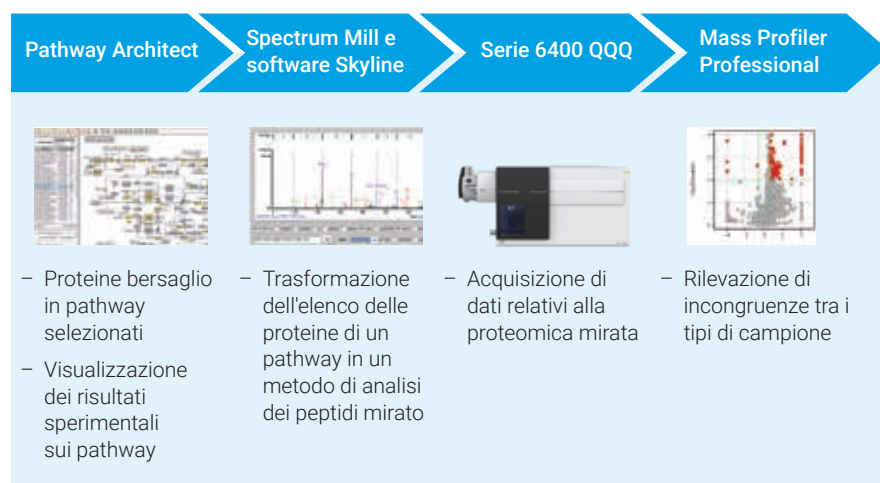 Pathway Architect
Spectrum Mill e
software Skyline
Serie 6400 QQQ
Mass Profiler
Professional
– Proteine bersaglio
in pathway
selezionati
– Visualizzazione
dei risultati
sperimentali
sui pathway
– Trasformazione
dell'elenco delle
proteine di un
pathway in un
metodo di analisi
dei peptidi mirato
– Acquisizione di
dati relativi alla
proteomica mirata
– Rilevazione di
incongruenze tra i
tipi di campione